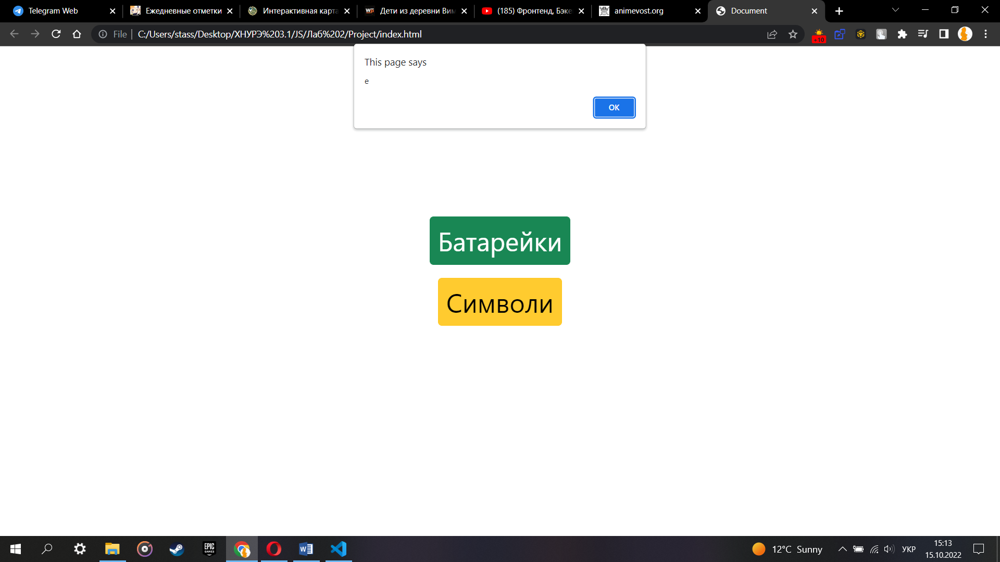 Telegram Web
Ежедневные отметки
Интерактивная карта
Дети из деревни Вим
(185) Фронтенд, Бэке
animevost.org
Document
File
C:/Users/stass/Desktop/ХНУРЭ%203.1/JS/Лаб%202/Project/index.html
+10
This page says
e
OK
Батарейки
Символи
EPIC
GAMES
12°C Sunny
УКР
15:13
15.10.2022